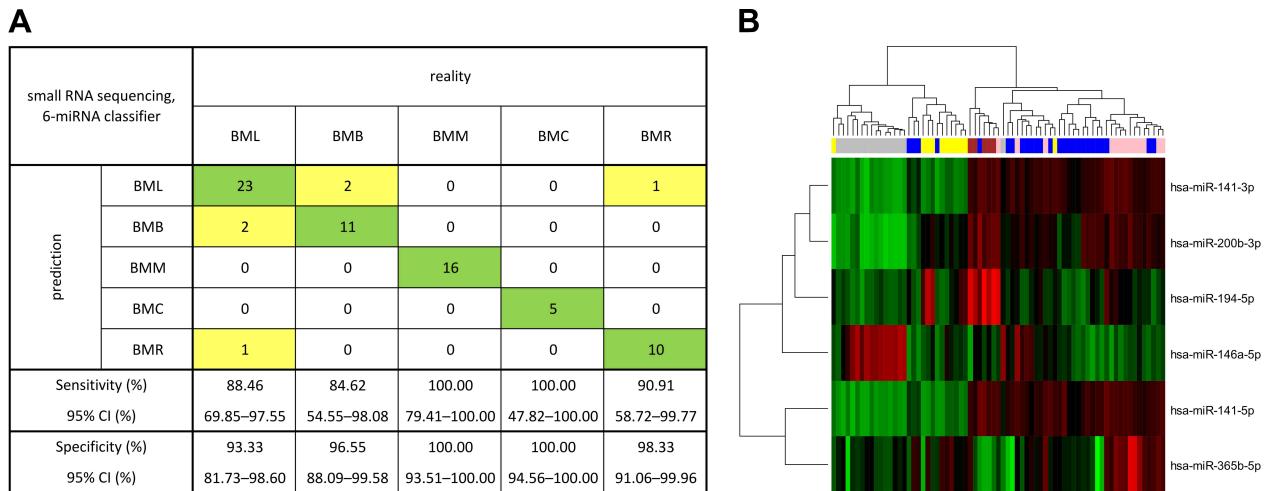 A
B
small RNA sequencing,
6-miRNA classifier
reality
BML BMB BMM BMC BMR
prediction
BML 23 2 0 0 1
BMB 2 11 0 0 0
BMM 0 0 16 0 0
BMC 0 0 0 5 0
BMR 1 0 0 0 10
Sensitivity (%) 88.46 84.62 100.00 100.00 90.91
95% CI (%) 69.85–97.55 54.55–98.08 79.41–100.00 47.82–100.00 58.72–99.77
Specificity (%) 93.33 96.55 100.00 100.00 98.33
95% CI (%) 81.73–98.60 88.09–99.58 93.51–100.00 94.56–100.00 91.06–99.96
hsa-miR-141-3p
hsa-miR-200b-3p
hsa-miR-194-5p
hsa-miR-146a-5p
hsa-miR-141-5p
hsa-miR-365b-5p